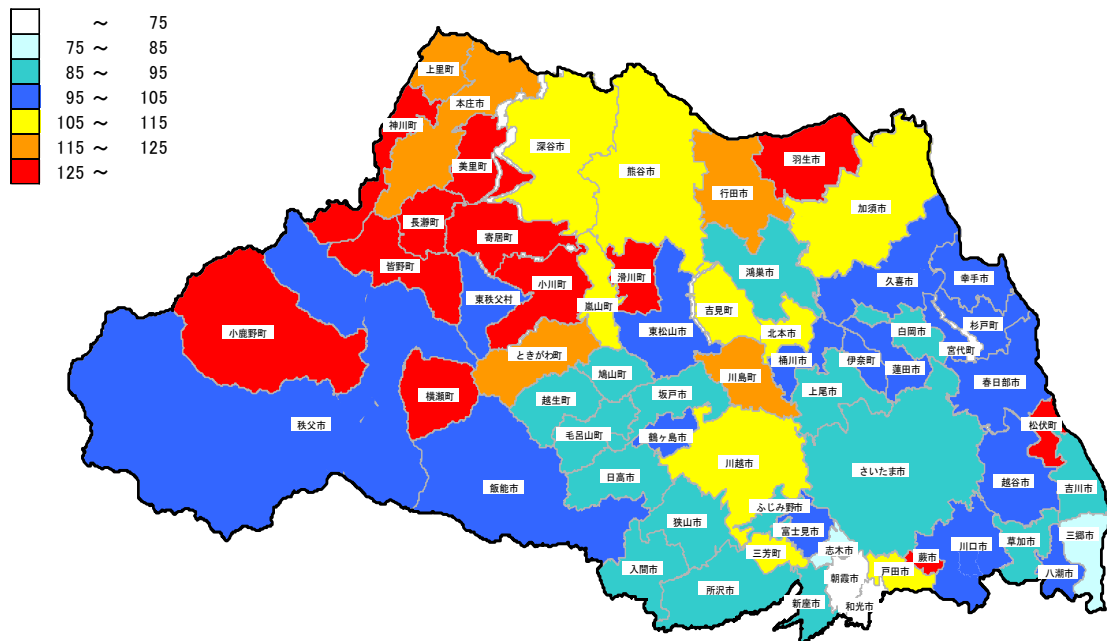 ～ 75
75 ～ 85
85 ～ 95
95 ～ 105
105 ～ 115
115 ～ 125
125 ～
上里町
本庄市
神川町
美里町
深谷市
熊谷市
行田市
羽生市
加須市
長瀞町
寄居町
皆野町
小川町
滑川町
嵐山町
東秩父村
吉見町
鴻巣市
久喜市
幸手市
小鹿野町
東松山市
北本市
白岡市
杉戸町
宮代町
ときがわ町
桶川市
伊奈町
蓮田市
春日部市
鳩山町
川島町
上尾市
横瀬町
越生町
坂戸市
秩父市
毛呂山町
鶴ヶ島市
松伏町
川越市
さいたま市
日高市
越谷市
吉川市
飯能市
ふじみ野市
狭山市
富士見市
三郷市
三芳町
志木市
蕨市
川口市
草加市
入間市
朝霞市
戸田市
八潮市
所沢市
新座市
和光市